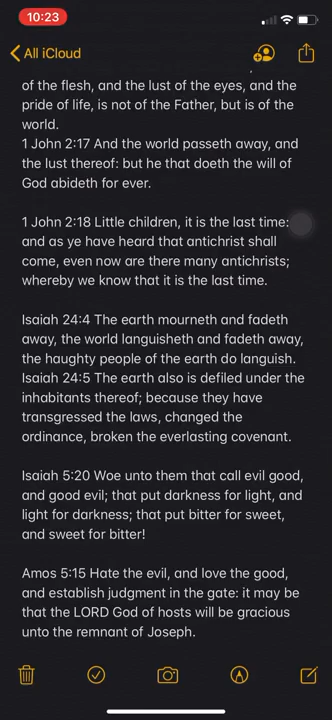 10:23
All iCloud
of the flesh, and the lust of the eyes, and the
pride of life, is not of the Father, but is of the
world.
1 John 2:17 And the world passeth away, and
the lust thereof: but he that doeth the will of
God abideth for ever.
1 John 2:18 Little children, it is the last time:
and as ye have heard that antichrist shall
come, even now are there many antichrists;
whereby we know that it is the last time.
Isaiah 24:4 The earth mourneth and fadeth
away, the world languisheth and fadeth away,
the haughty people of the earth do languish.
Isaiah 24:5 The earth also is defiled under the
inhabitants thereof; because they have
transgressed the laws, changed the
ordinance, broken the everlasting covenant.
Isaiah 5:20 Woe unto them that call evil good,
and good evil; that put darkness for light, and
light for darkness; that put bitter for sweet,
and sweet for bitter!
Amos 5:15 Hate the evil, and love the good,
and establish judgment in the gate: it may be
that the LORD God of hosts will be gracious
unto the remnant of Joseph.